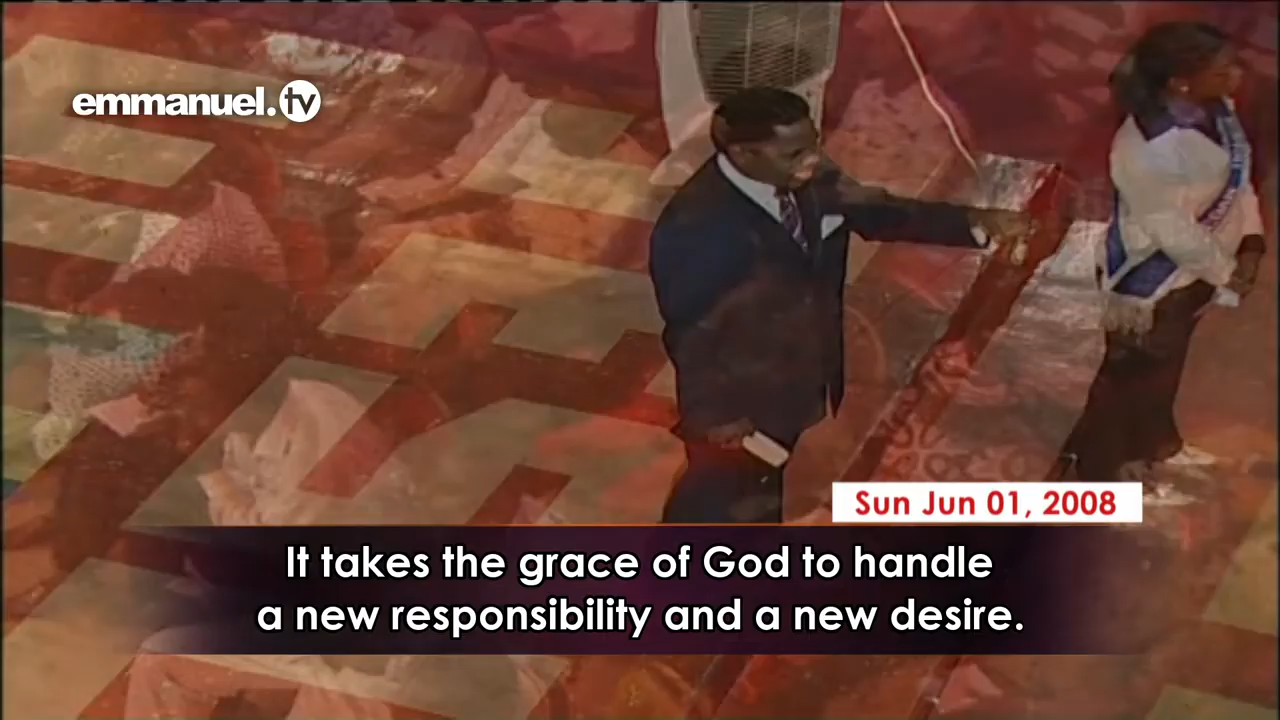 emmanuel.tv
Sun Jun 01, 2008
It takes the grace of God to handle
a new responsibility and a new desire.